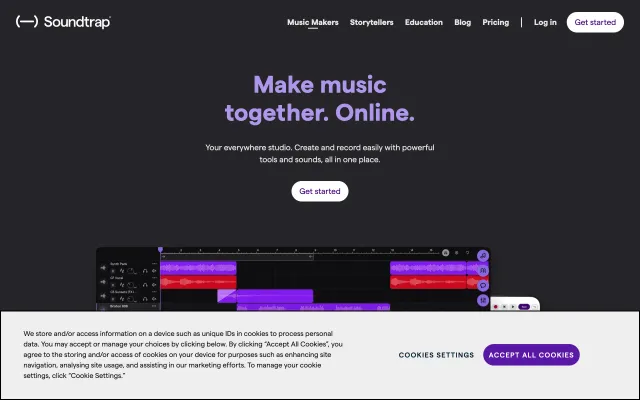 Soundtrap
Music Makers
Storytellers
Education
Blog
Pricing
Log in
Get started
Make music
together. Online.
Your everywhere studio. Create and record easily with powerful
tools and sounds, all in one place.
Get started
Synth Pads
We store and/or access information on a device such as unique IDs in cookies to process personal
data. You may accept or manage your choices by clicking below. By clicking "Accept All Cookies", you
agree to the storing and/or access of cookies on your device for purposes such as enhancing site
navigation, analysing site usage, and assisting in our marketing efforts. To manage your cookie
settings, click "Cookie Settings."
COOKIES SETTINGS
ACCEPT ALL COOKIES